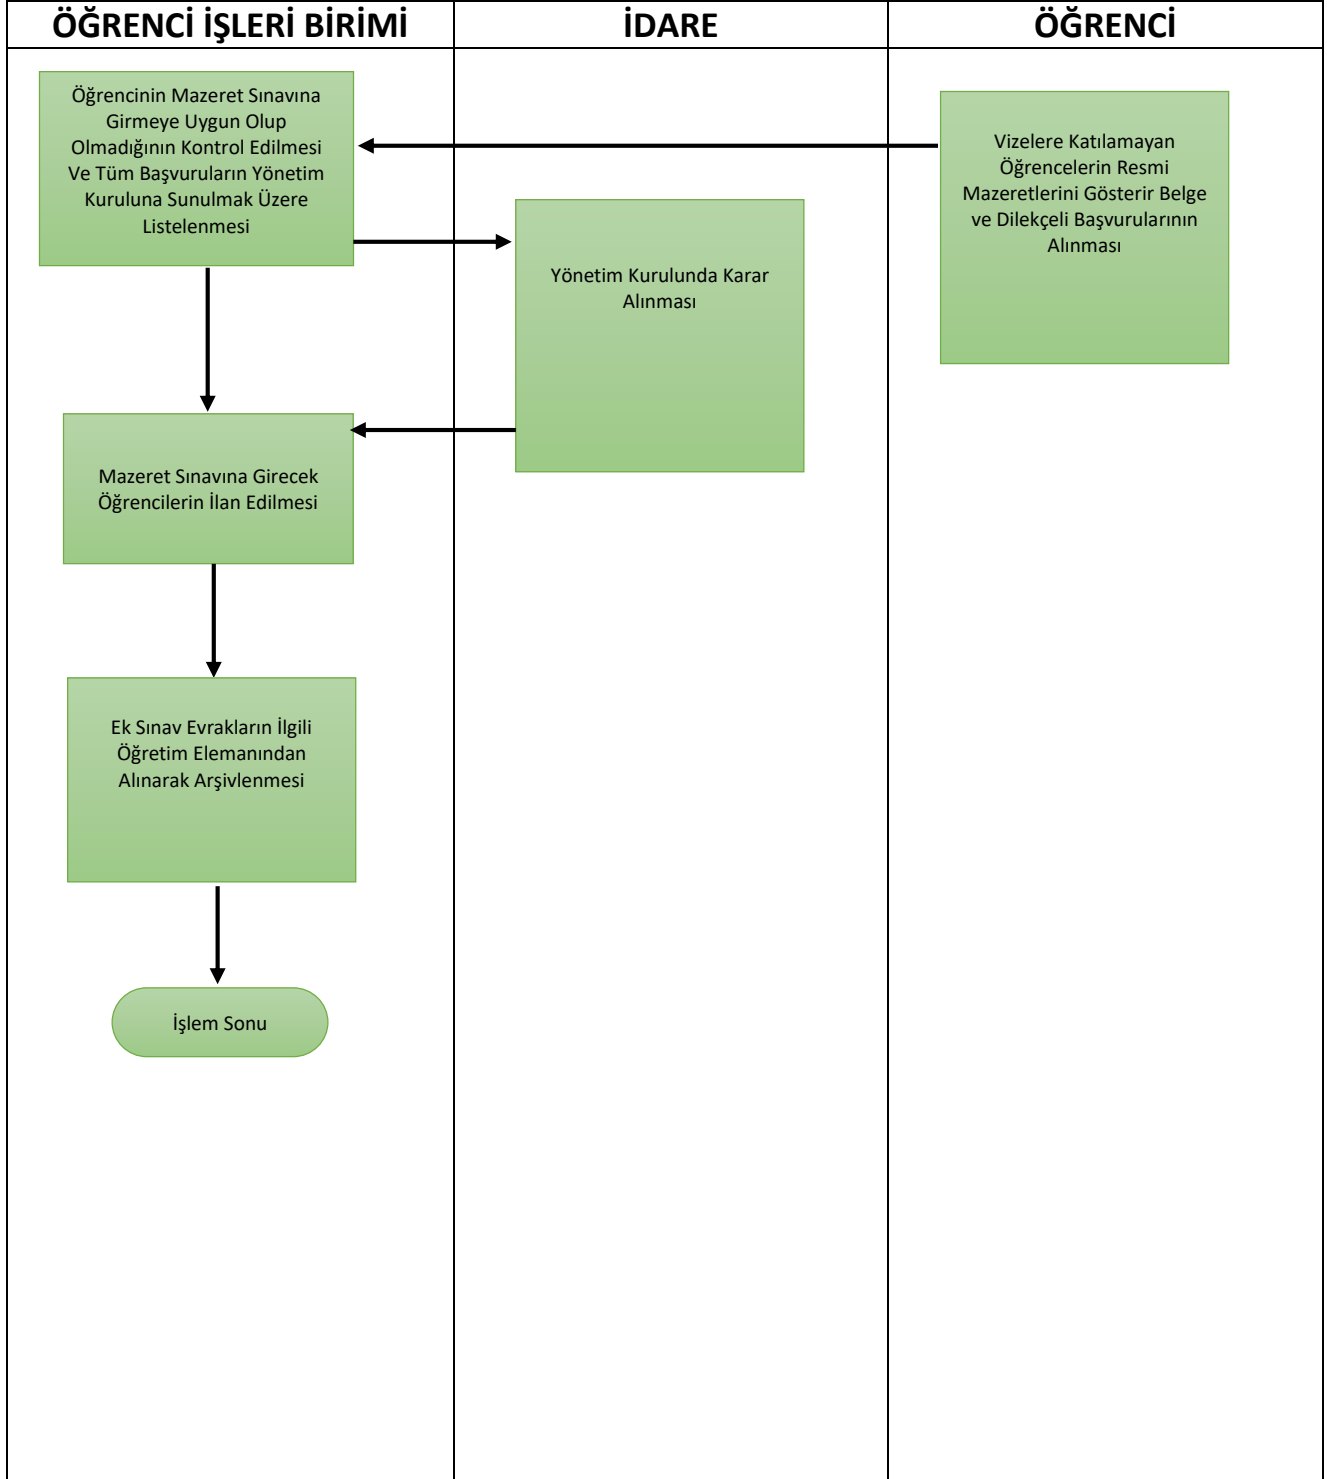 ÖĞRENCİ İŞLERİ BİRİMİ
İDARE
ÖĞRENCİ
Öğrencinin Mazeret Sınavına
Girmeye Uygun Olup
Olmadığının Kontrol Edilmesi
Ve Tüm Başvuruların Yönetim
Kuruluna Sunulmak Üzere
Listelenmesi
Vizelere Katılamayan
Öğrencelerin Resmi
Mazeretlerini Gösterir Belge
ve Dilekçeli Başvurularının
Alınması
Yönetim Kurulunda Karar
Alınması
Mazeret Sınavına Girecek
Öğrencilerin İlan Edilmesi
Ek Sınav Evrakların İlgili
Öğretim Elemanından
Alınarak Arşivlenmesi
İşlem Sonu